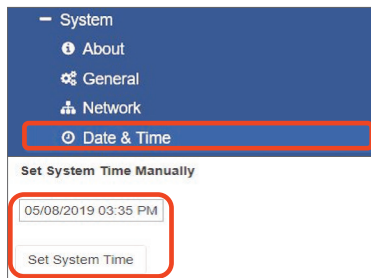 − System
About
General
Network
Date & Time
Set System Time Manually
05/08/2019 03:35 PM
Set System Time